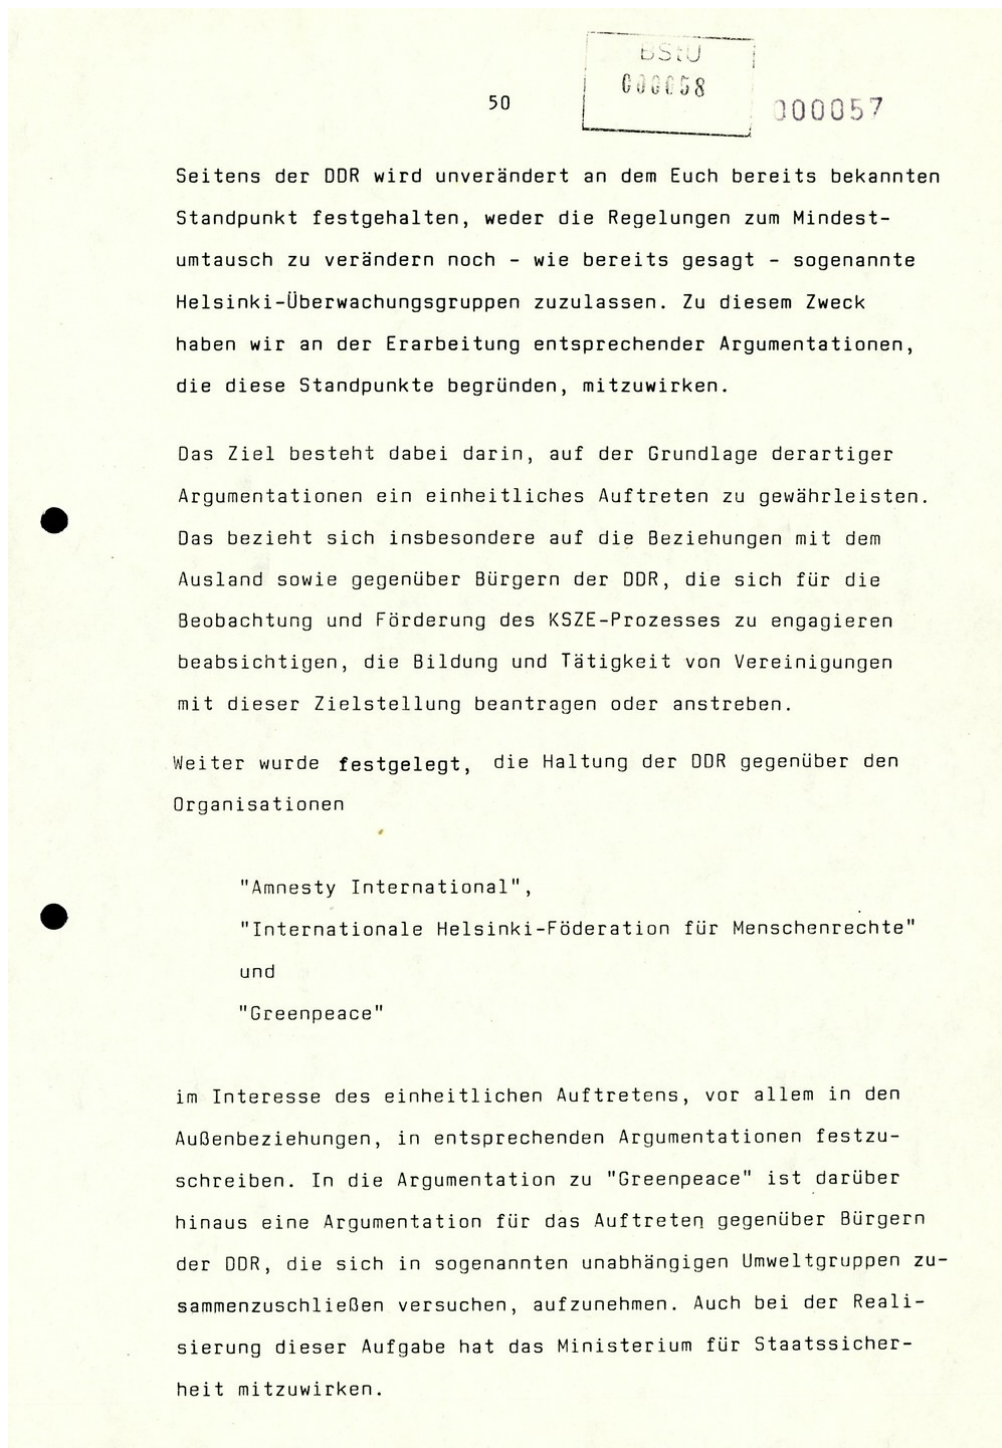 BStU
000058
50
000057
Seitens der DDR wird unverändert an dem Euch bereits bekannten
Standpunkt festgehalten, weder die Regelungen zum Mindest-
umtausch zu verändern noch - wie bereits gesagt - sogenannte
Helsinki-Überwachungsgruppen zuzulassen. Zu diesem Zweck
haben wir an der Erarbeitung entsprechender Argumentationen,
die diese Standpunkte begründen, mitzuwirken.
Das Ziel besteht dabei darin, auf der Grundlage derartiger
Argumentationen ein einheitliches Auftreten zu gewährleisten.
Das bezieht sich insbesondere auf die Beziehungen mit dem
Ausland sowie gegenüber Bürgern der DDR, die sich für die
Beobachtung und Förderung des KSZE-Prozesses zu engagieren
beabsichtigen, die Bildung und Tätigkeit von Vereinigungen
mit dieser Zielstellung beantragen oder anstreben.
Weiter wurde festgelegt, die Haltung der DDR gegenüber den
Organisationen
"Amnesty International",
"Internationale Helsinki-Föderation für Menschenrechte"
und
"Greenpeace"
im Interesse des einheitlichen Auftretens, vor allem in den
Außenbeziehungen, in entsprechenden Argumentationen festzu-
schreiben. In die Argumentation zu "Greenpeace" ist darüber
hinaus eine Argumentation für das Auftreten gegenüber Bürgern
der DDR, die sich in sogenannten unabhängigen Umweltgruppen zu-
sammenzuschließen versuchen, aufzunehmen. Auch bei der Reali-
sierung dieser Aufgabe hat das Ministerium für Staatssicher-
heit mitzuwirken.